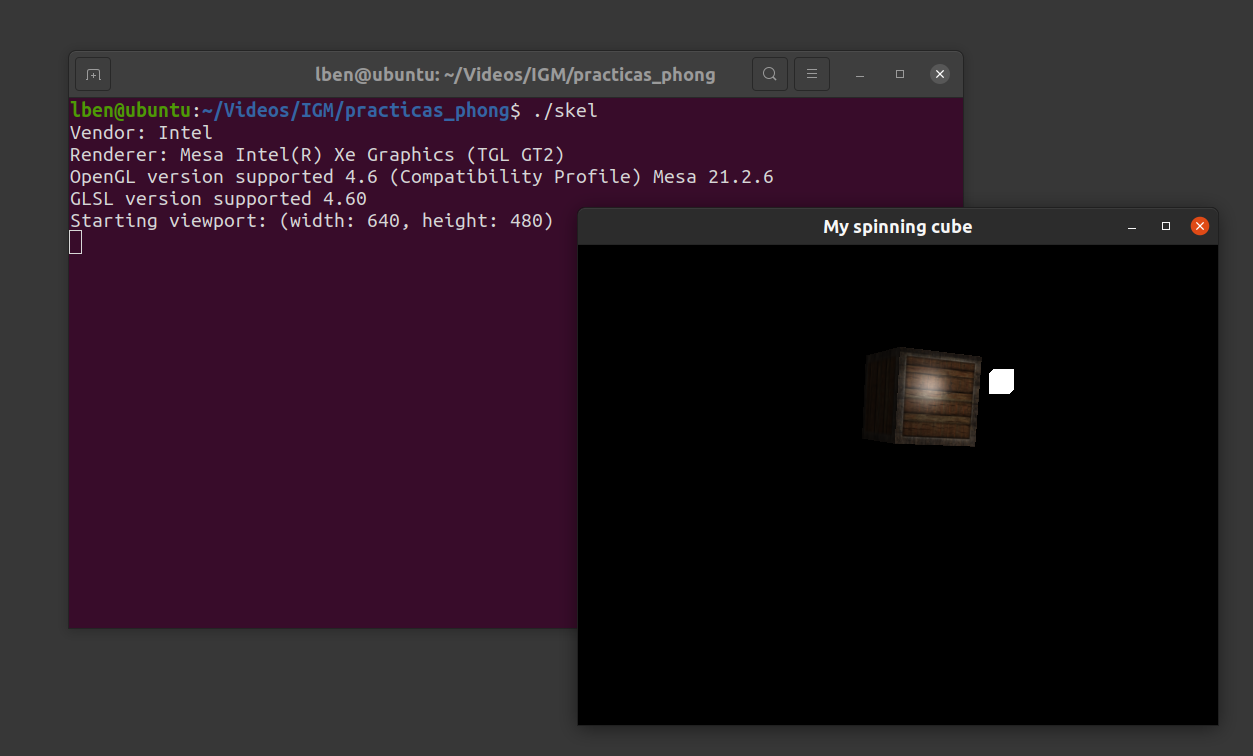 lben@ubuntu: ~/Videos/IGM/practicas_phong
lben@ubuntu:~/Videos/IGM/practicas_phong$ ./skel
Vendor: Intel
Renderer: Mesa Intel(R) Xe Graphics (TGL GT2)
OpenGL version supported 4.6 (Compatibility Profile) Mesa 21.2.6
GLSL version supported 4.60
Starting viewport: (width: 640, height: 480)
My spinning cube